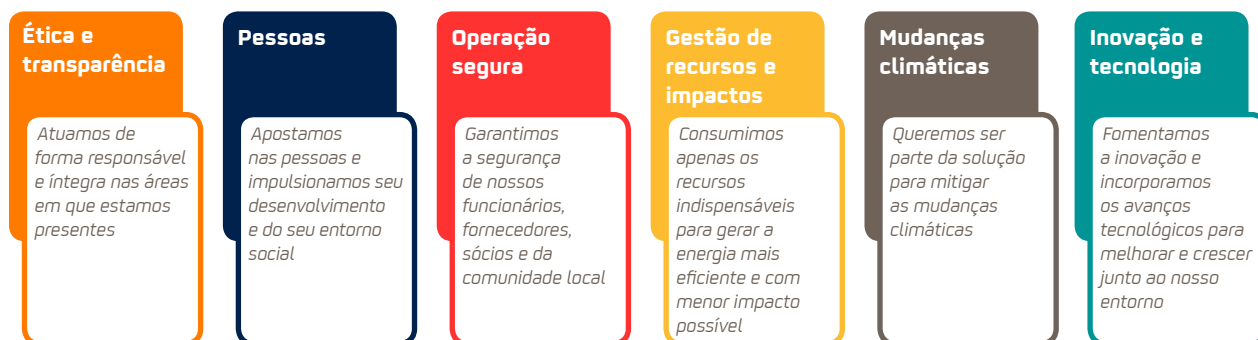 Ética e
transparência
Atuamos de
forma responsável
e íntegra nas áreas
em que estamos
presentes
Pessoas
Apostamos
nas pessoas e
impulsionamos seu
desenvolvimento
e do seu entorno
social
Operação
segura
Garantimos
a segurança
de nossos
funcionários,
fornecedores,
sócios e da
comunidade local
Gestão de
recursos e
impactos
Consumimos
apenas os
recursos
indispensáveis
para gerar a
energia mais
eficiente e com
menor impacto
possível
Mudanças
climáticas
Queremos ser
parte da solução
para mitigar
as mudanças
climáticas
Inovação e
tecnologia
Fomentamos
a inovação e
incorporamos
os avanços
tecnológicos para
melhorar e crescer
junto ao nosso
entorno